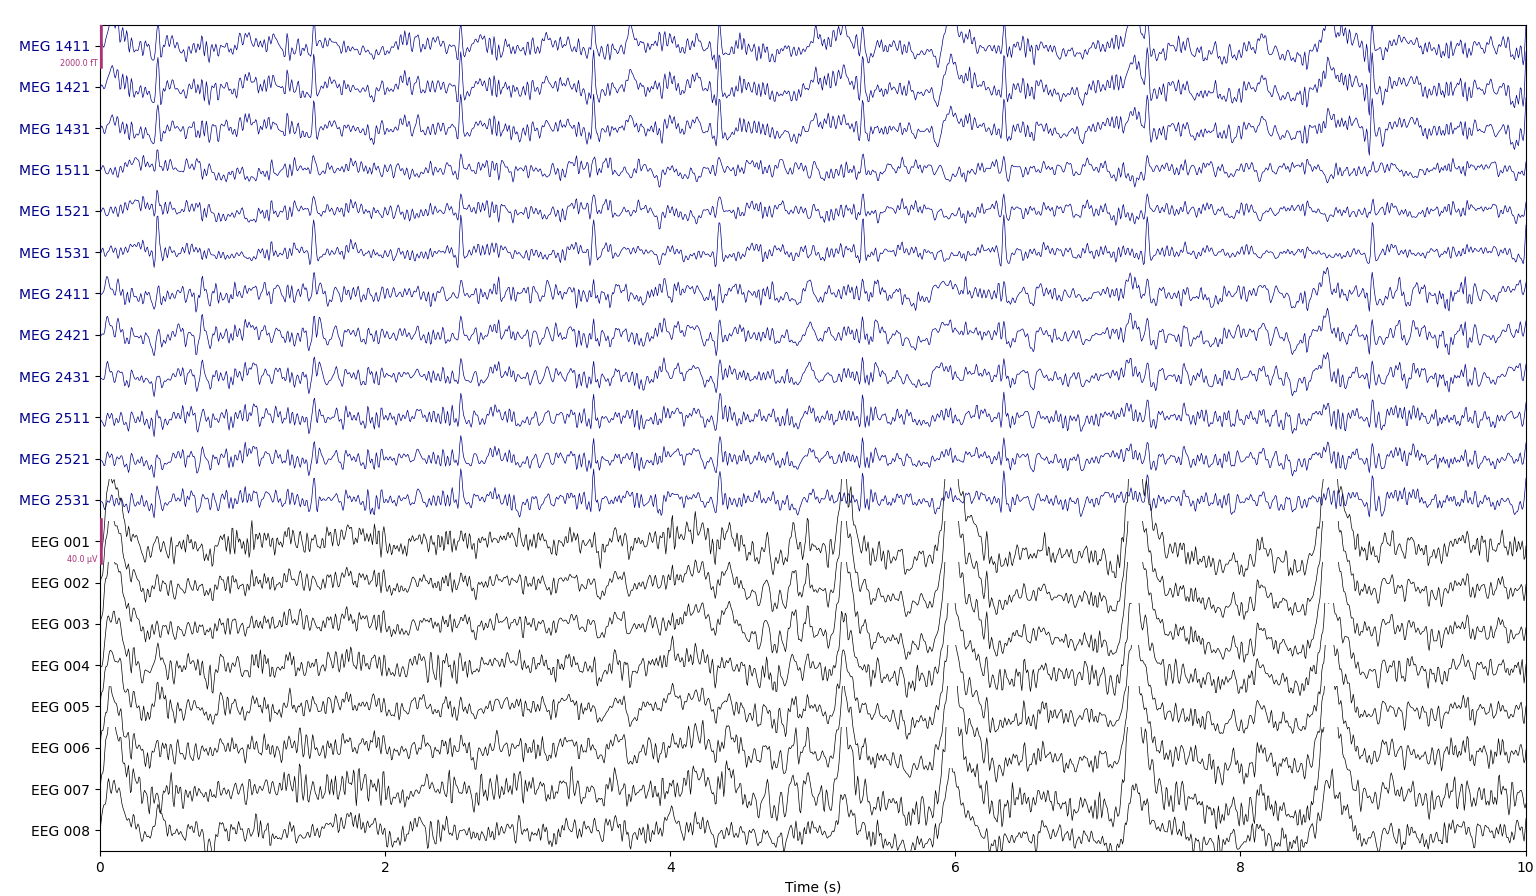 MEG 1411
2000.0 fT
MEG 1421
MEG 1431
MEG 1511
MEG 1521
MEG 1531
MEG 2411
MEG 2421
MEG 2431
MEG 2511
MEG 2521
MEG 2531
EEG 001
40.0 µV
EEG 002
EEG 003
EEG 004
EEG 005
EEG 006
EEG 007
EEG 008
0 2 4 6 8 10
Time (s)